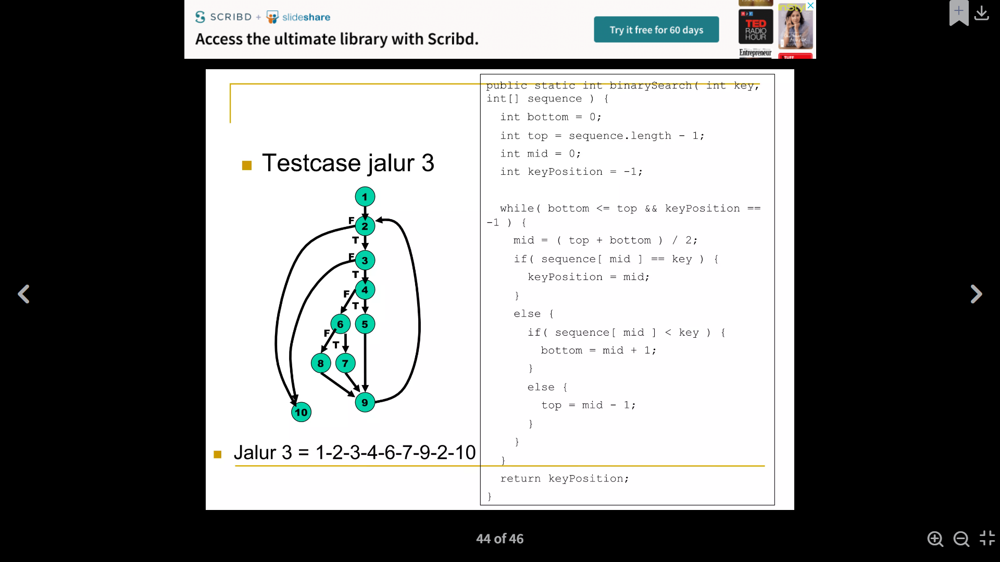 SCRIBD + slideshare
Access the ultimate library with Scribd.
Try it free for 60 days
TED
RADIO
HOUR
Entrepreneur
InStyl
Testcase jalur 3
1
F
2
T
F
3
T
4
F
T
6
5
F
T
8
7
9
10
Jalur 3 = 1-2-3-4-6-7-9-2-10
public static int binarySearch( int key,
int[] sequence ) {
int bottom = 0;
int top = sequence.length - 1;
int mid = 0;
int keyPosition = -1;
while( bottom <= top && keyPosition ==
-1 ) {
mid = ( top + bottom ) / 2;
if( sequence[ mid ] == key ) {
keyPosition = mid;
}
else {
if( sequence[ mid ] < key ) {
bottom = mid + 1;
}
else {
top = mid - 1;
}
}
}
return keyPosition;
}
44 of 46